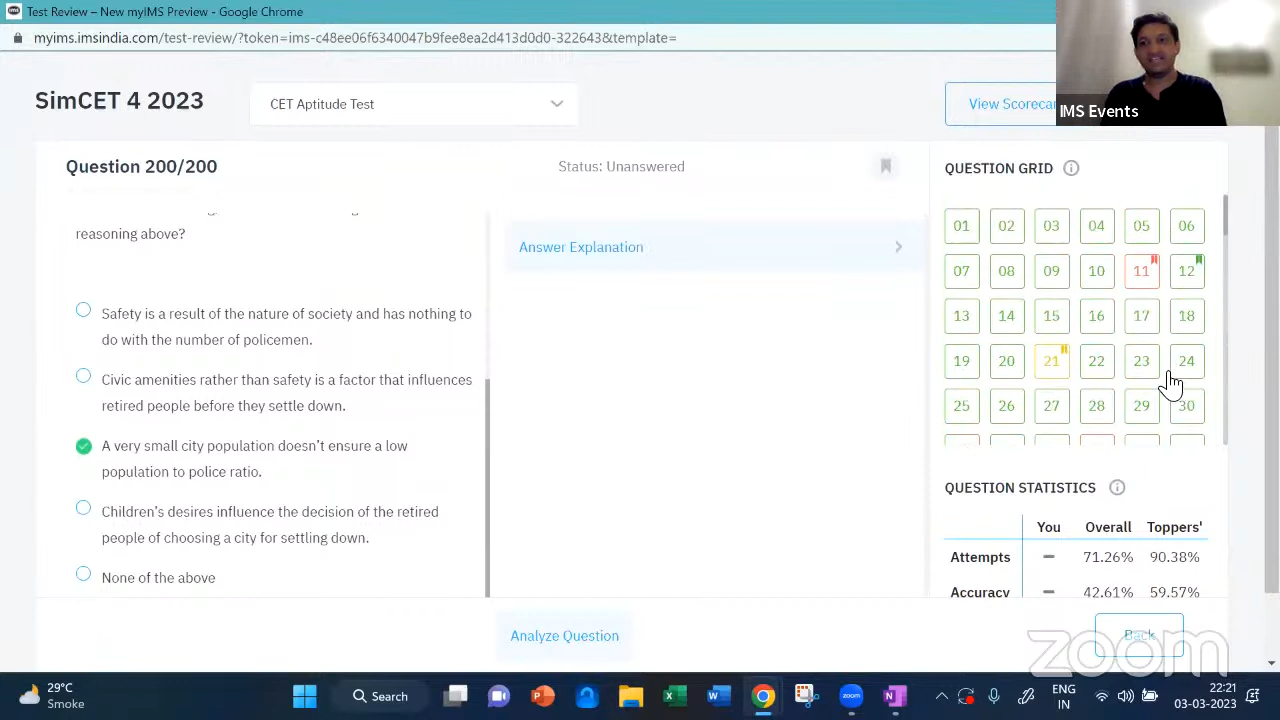 Test Review – New myIMS Preview - Google Chrome
myims.imsindia.com/test-review/?token=ims-c48ee06f6340047b9fee8ea2d413d0d0-322643&template=
SimCET 4 2023
CET Aptitude Test
View Scorecar
IMS Events
Question 200/200
Status: Unanswered
reasoning above?
Safety is a result of the nature of society and has nothing to
do with the number of policemen.
Civic amenities rather than safety is a factor that influences
retired people before they settle down.
A very small city population doesn't ensure a low
population to police ratio.
Children's desires influence the decision of the retired
people of choosing a city for settling down.
None of the above
Answer Explanation
Analyze Question
QUESTION GRID
01 02 03 04 05 06
07 08 09 10 11 12
13 14 15 16 17 18
19 20 21 22 23 24
25 26 27 28 29 30
QUESTION STATISTICS
You Overall Toppers'
Attempts – 71.26% 90.38%
Accuracy – 42.61% 59.57%
Back
zoom
29°C
Smoke
Search
zoom
ENG
IN
22:21
03-03-2023